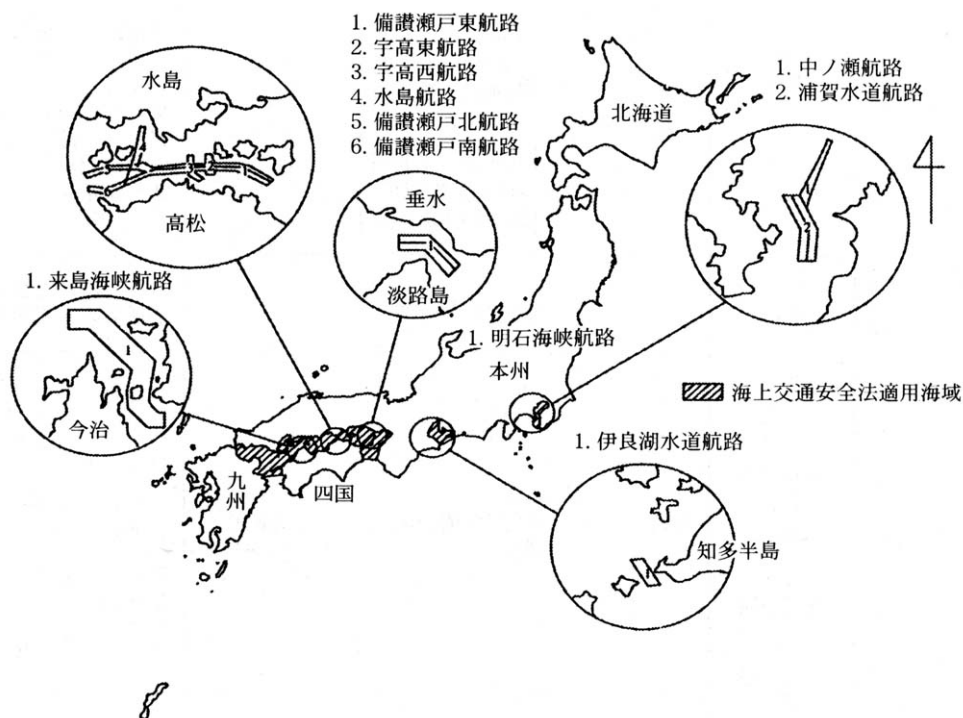 1. 備讃瀬戸東航路
2. 宇高東航路
3. 宇高西航路
4. 水島航路
5. 備讃瀬戸北航路
6. 備讃瀬戸南航路
1. 中ノ瀬航路
2. 浦賀水道航路
北海道
水島
高松
垂水
淡路島
1. 来島海峡航路
今治
1. 明石海峡航路
本州
海上交通安全法適用海域
1. 伊良湖水道航路
九州
四国
知多半島